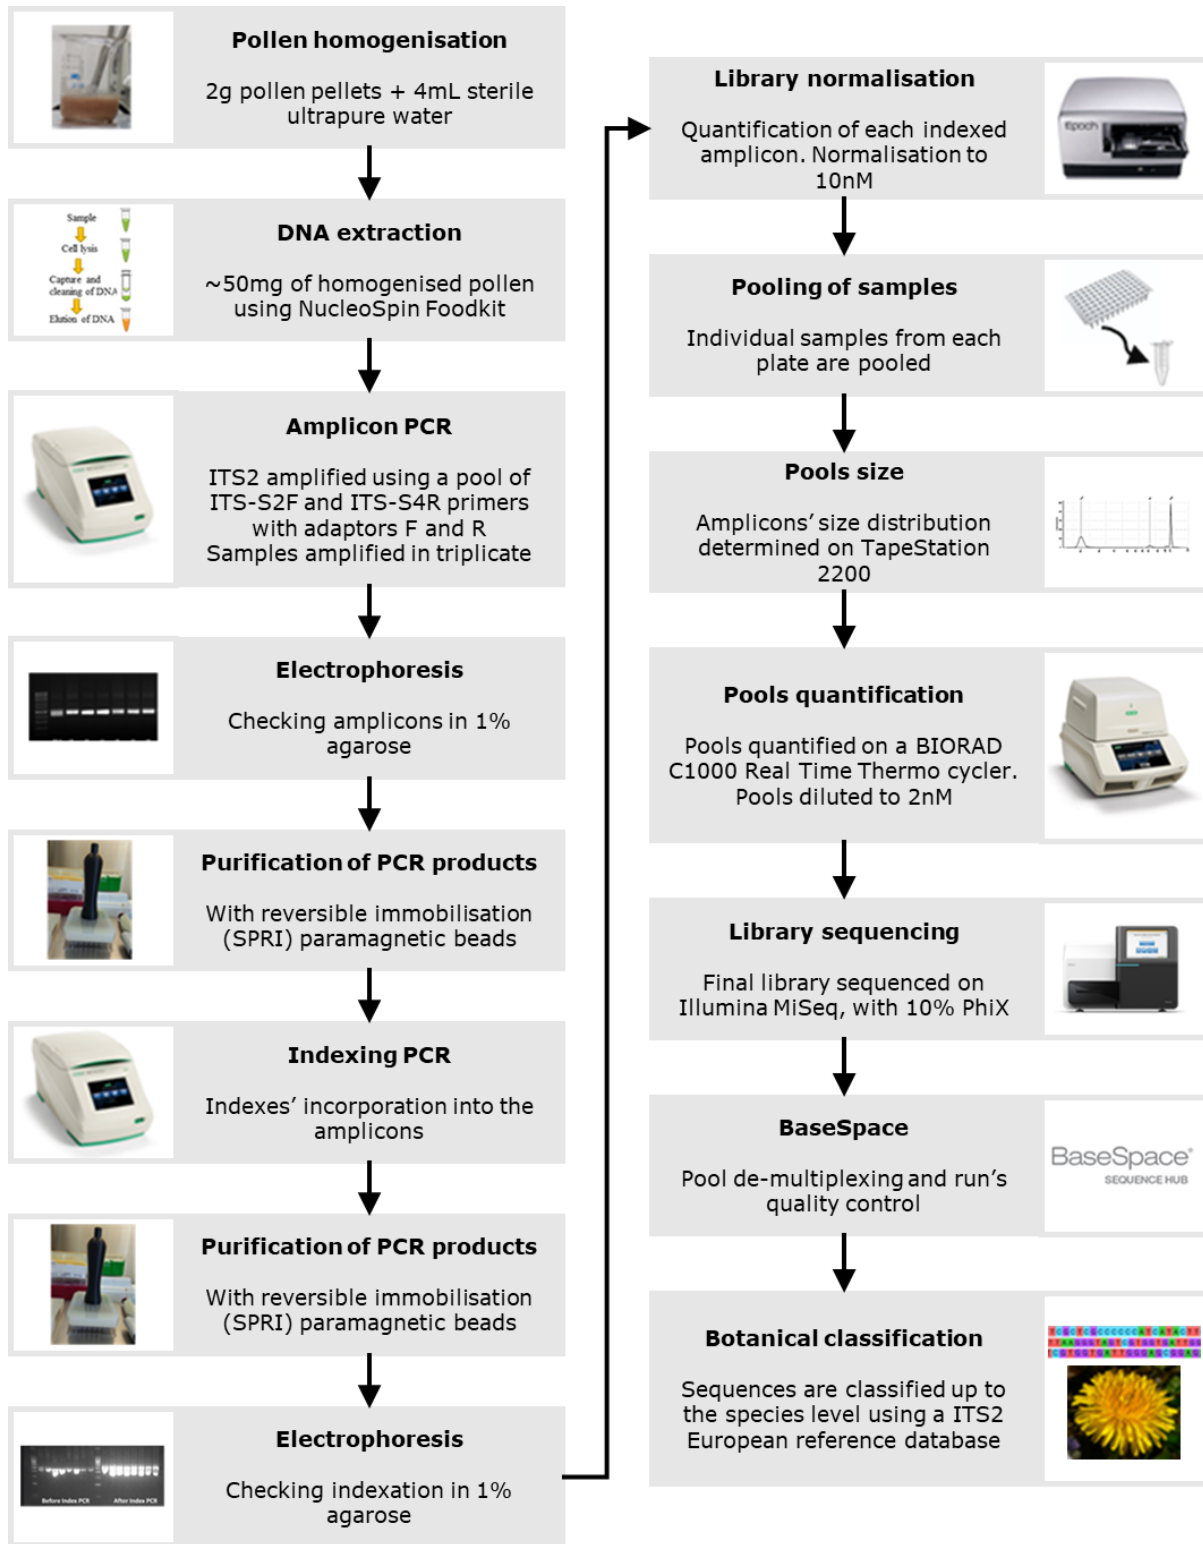 Pollen homogenisation
2g pollen pellets + 4mL sterile
ultrapure water
Sample
Cell lysis
Capture and
cleaning of DNA
Elution of DNA
DNA extraction
~50mg of homogenised pollen
using NucleoSpin Foodkit
Amplicon PCR
ITS2 amplified using a pool of
ITS-S2F and ITS-S4R primers
with adaptors F and R
Samples amplified in triplicate
Electrophoresis
Checking amplicons in 1%
agarose
Purification of PCR products
With reversible immobilisation
(SPRI) paramagnetic beads
Indexing PCR
Indexes’ incorporation into the
amplicons
Purification of PCR products
With reversible immobilisation
(SPRI) paramagnetic beads
Before Index PCR
After Index PCR
Electrophoresis
Checking indexation in 1%
agarose
Library normalisation
Quantification of each indexed
amplicon. Normalisation to
10nM
Epoch
Pooling of samples
Individual samples from each
plate are pooled
Pools size
Amplicons’ size distribution
determined on TapeStation
2200
Pools quantification
Pools quantified on a BIORAD
C1000 Real Time Thermo cycler.
Pools diluted to 2nM
Library sequencing
Final library sequenced on
Illumina MiSeq, with 10% PhiX
BaseSpace
Pool de-multiplexing and run’s
quality control
BaseSpace®
SEQUENCE HUB
Botanical classification
Sequences are classified up to
the species level using a ITS2
European reference database
TCGCTCGCCCCCCATCATACTT
TTAAGGGTAGTCGTGGTGATTGG
TCGTGGTGATTGGGAGCGGAG